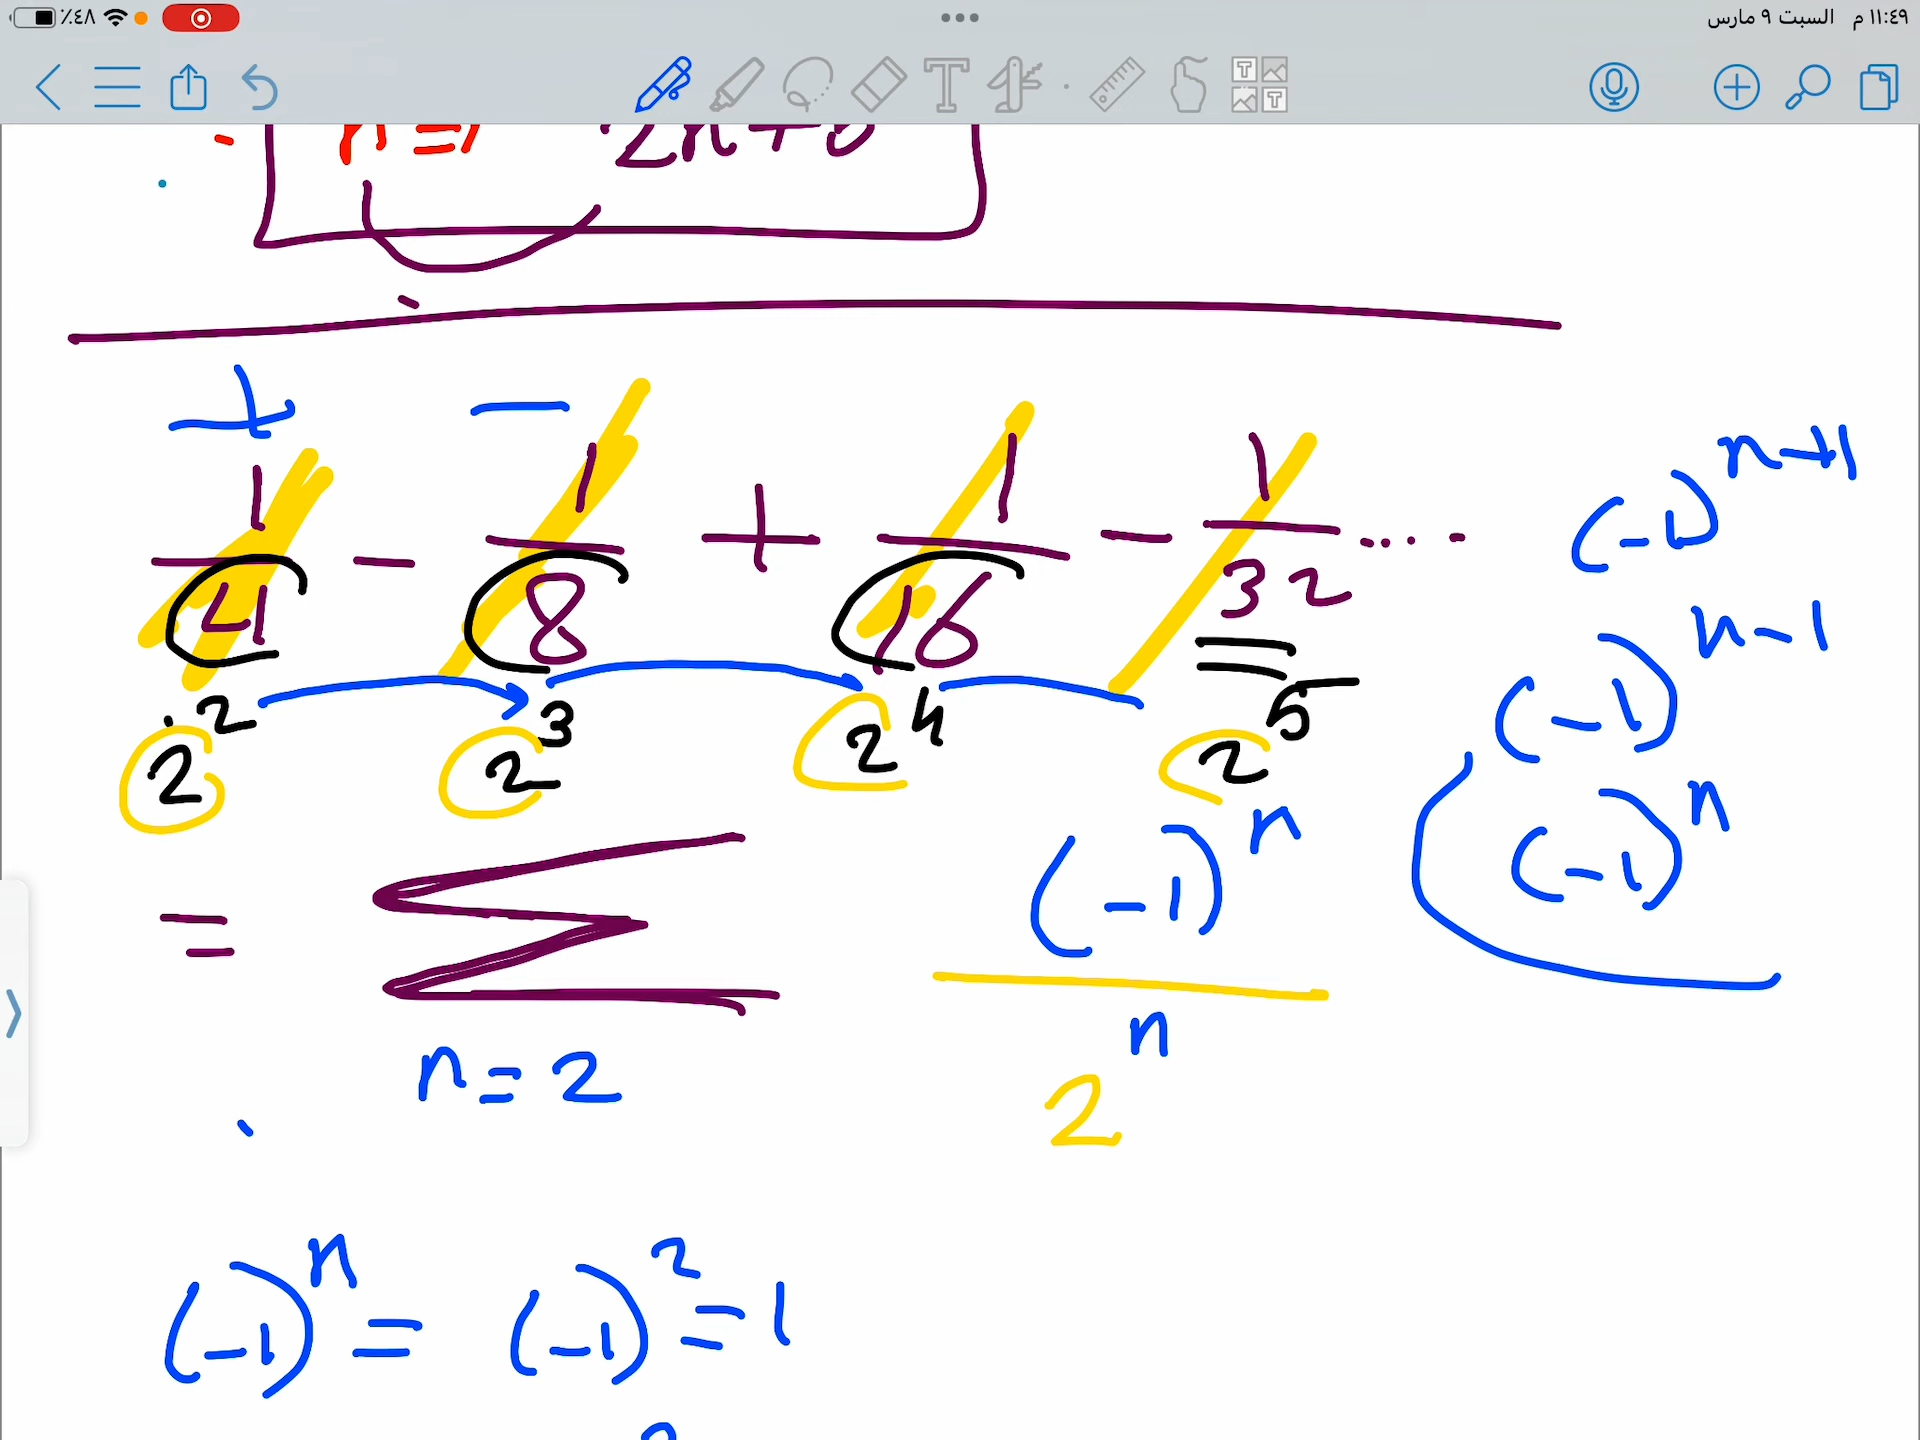 ١١:٤٩ م السبت ٩ مارس
٪٤٨
n = 1 2n+
+ −
1/4 − 1/8 + 1/16 − 1/32 .... -
2^2 2^3 2^4 2^5
(-1)^n+1
(-1)^n-1
(-1)^n
= Σ n=2 (-1)^n / 2^n
(-1)^n = (-1)^2 = 1